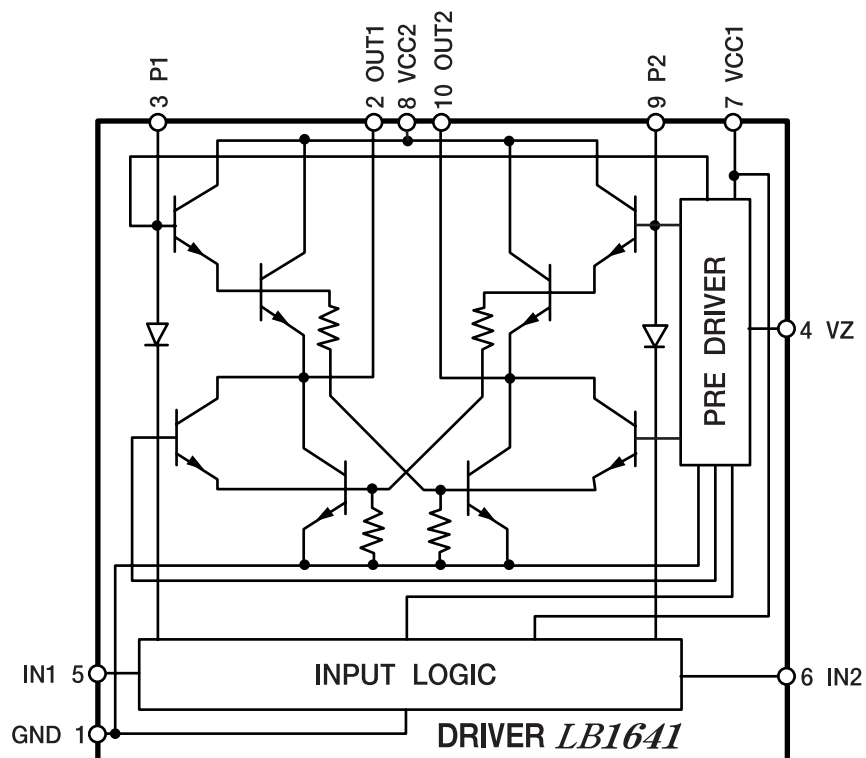 3 P1
2 OUT1
8 VCC2
10 OUT2
9 P2
7 VCC1
PRE DRIVER
4 VZ
IN1 5
INPUT LOGIC
6 IN2
GND 1
DRIVER LB1641